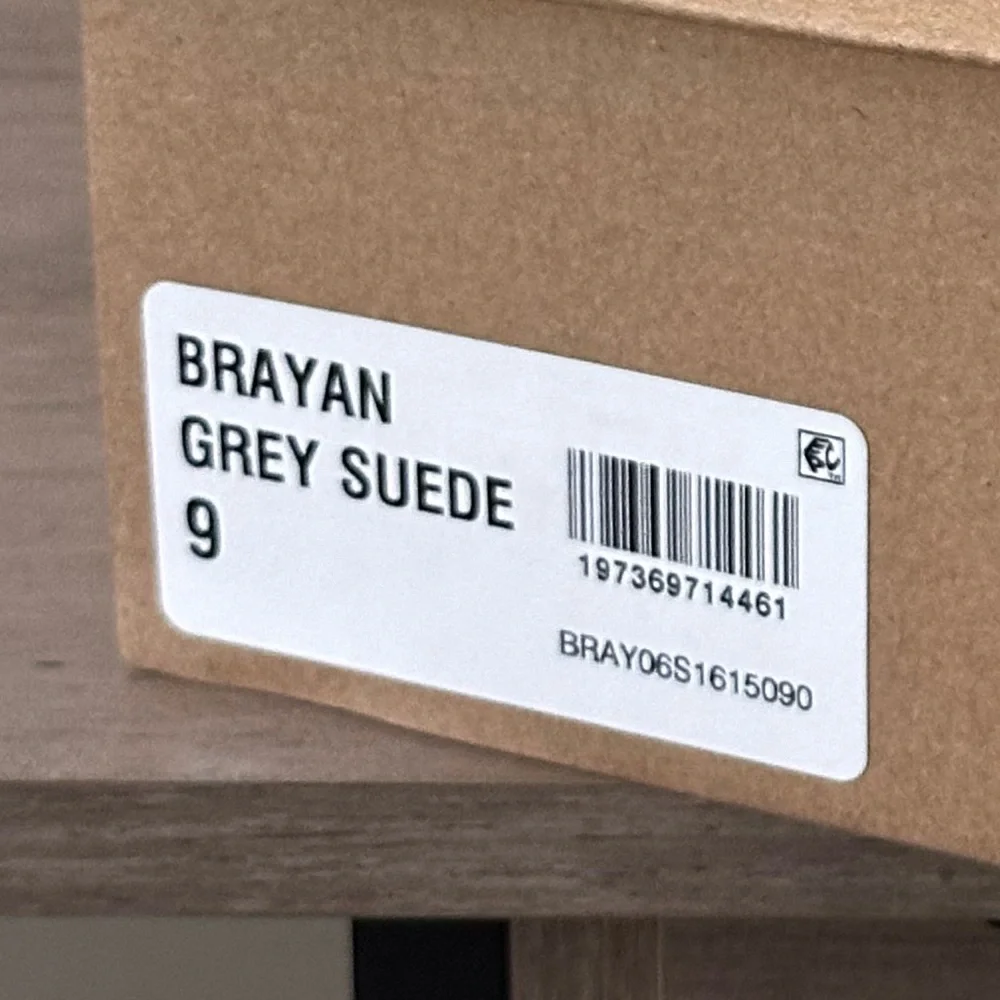 BRAYAN
GREY SUEDE
9
197369714461
BRAY06S1615090